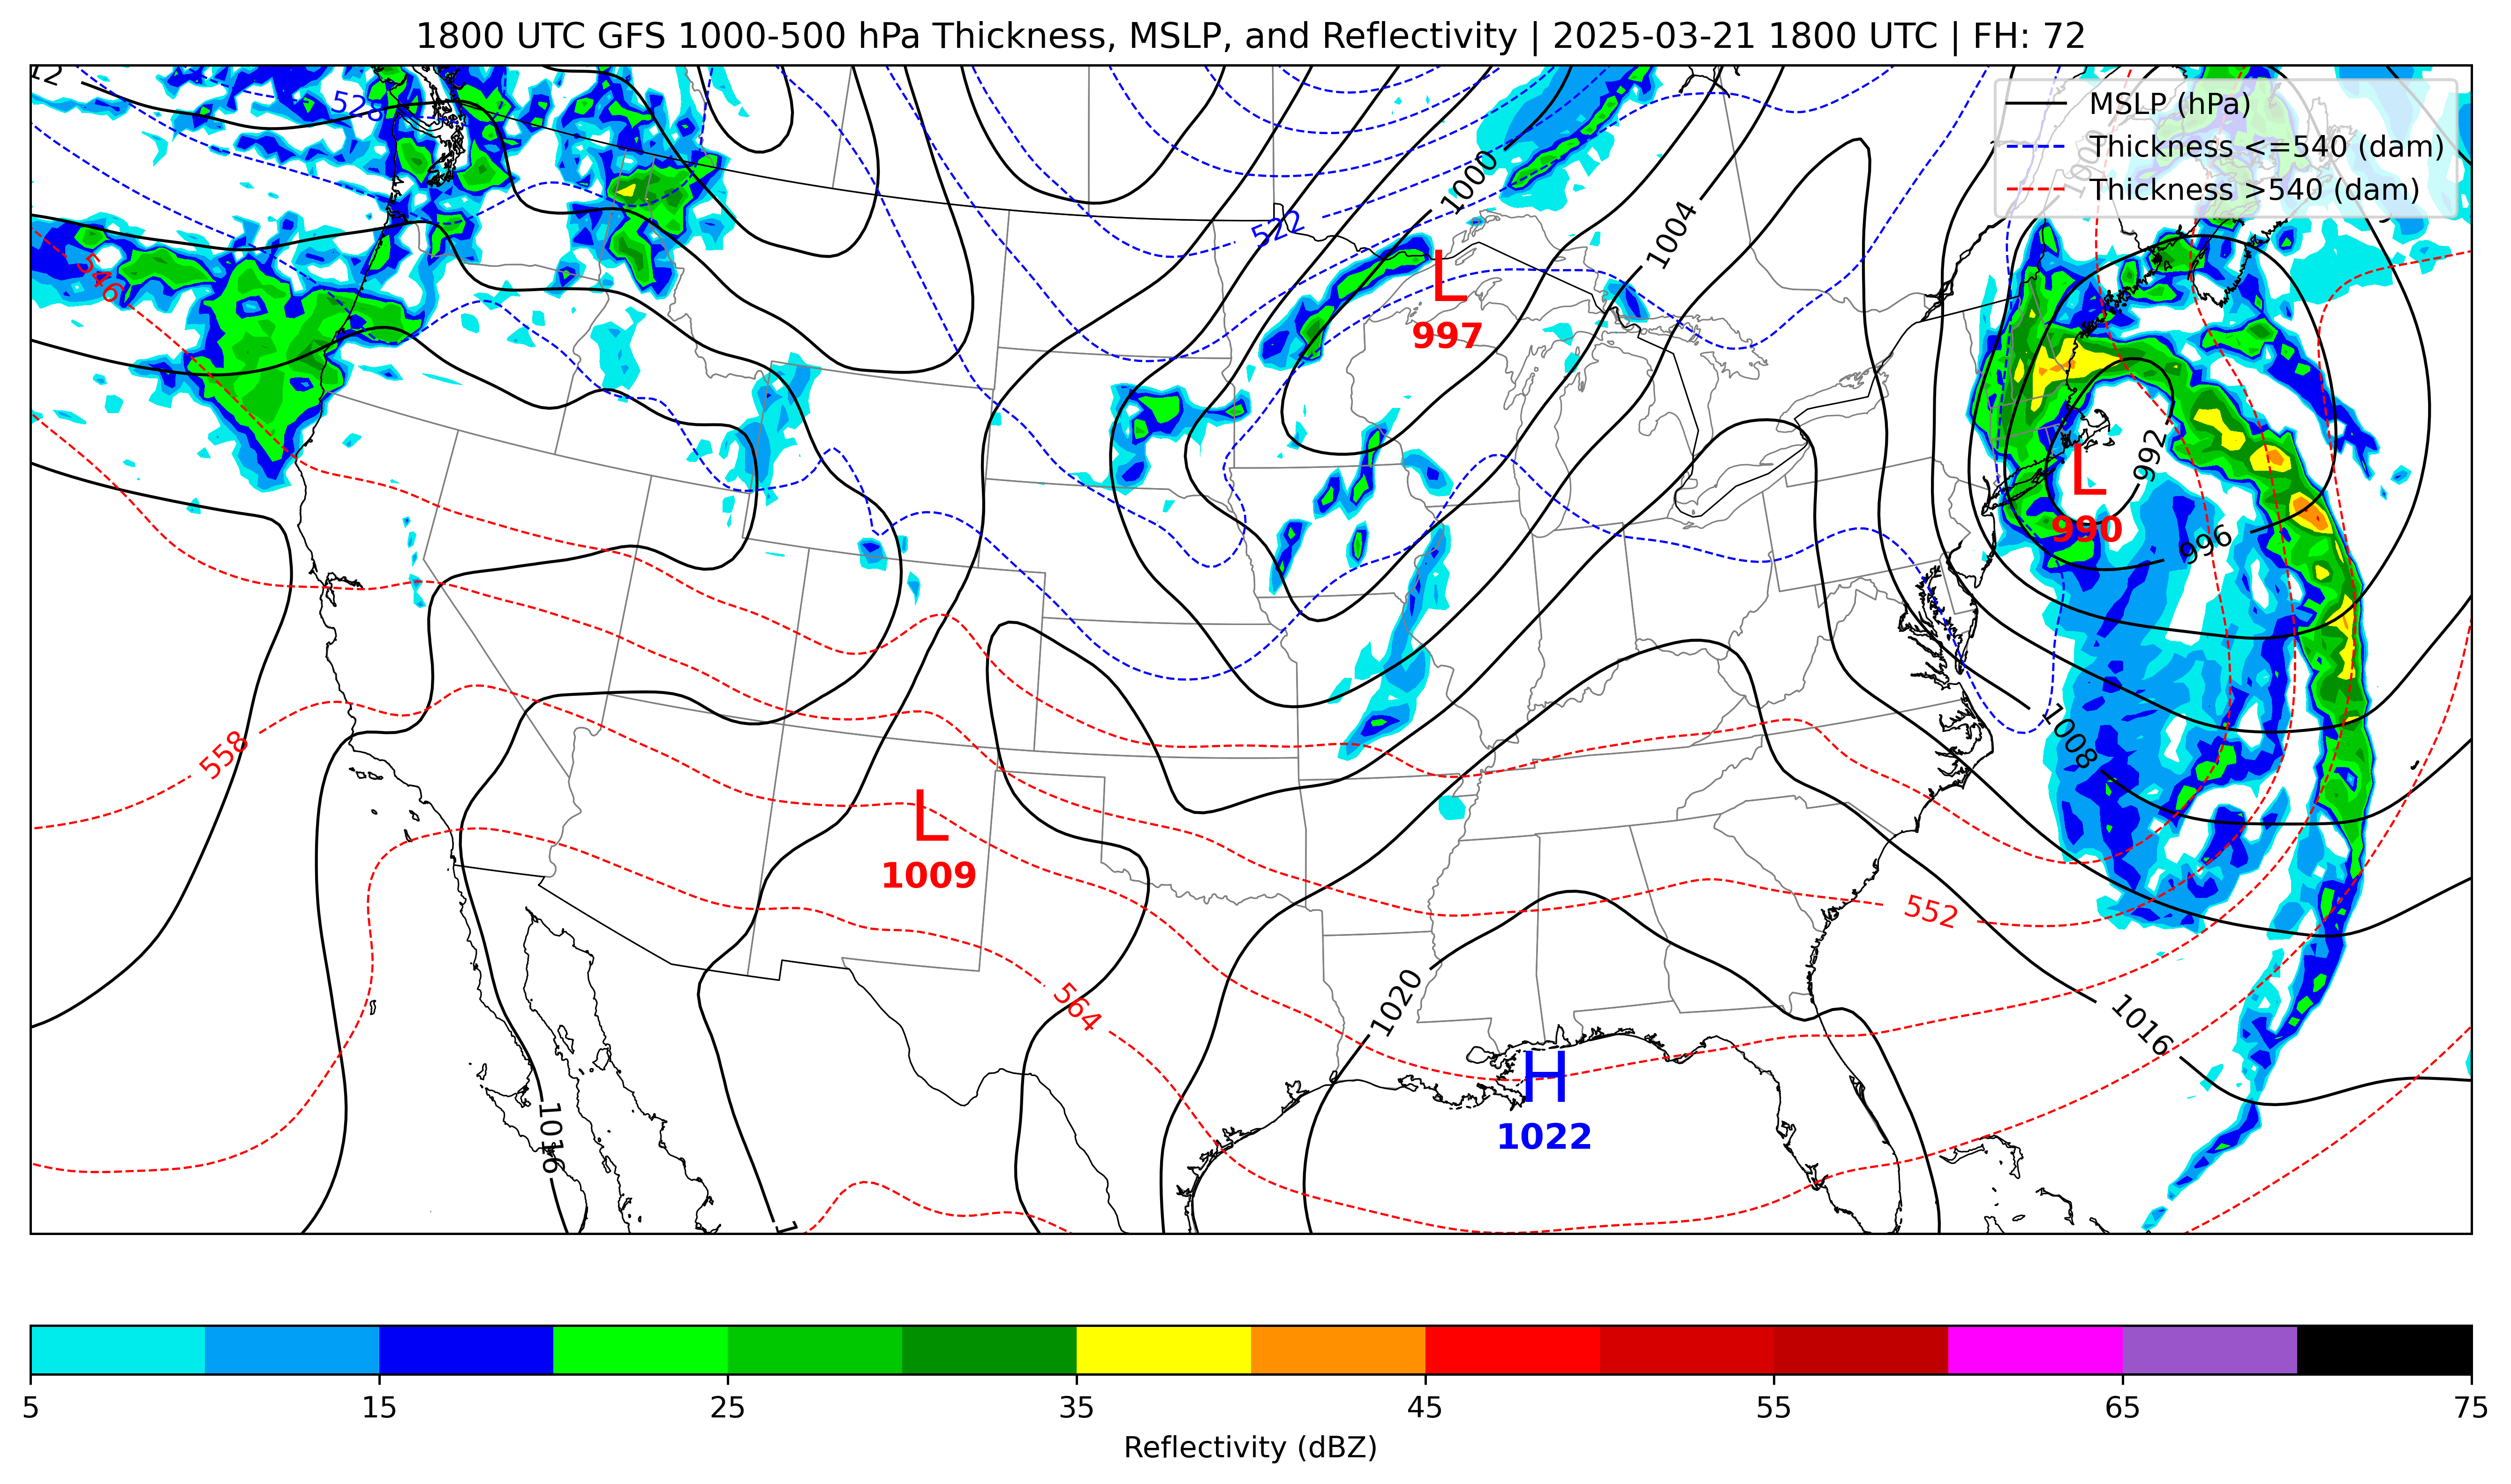 1800 UTC GFS 1000-500 hPa Thickness, MSLP, and Reflectivity | 2025-03-21 1800 UTC | FH: 72
12
528
MSLP (hPa)
Thickness <=540 (dam)
Thickness >540 (dam)
1000
1000
522
1004
546
L
997
992
L
990
996
558
1008
L
1009
552
564
1020
1016
H
1022
1016
1
5 15 25 35 45 55 65 75
Reflectivity (dBZ)